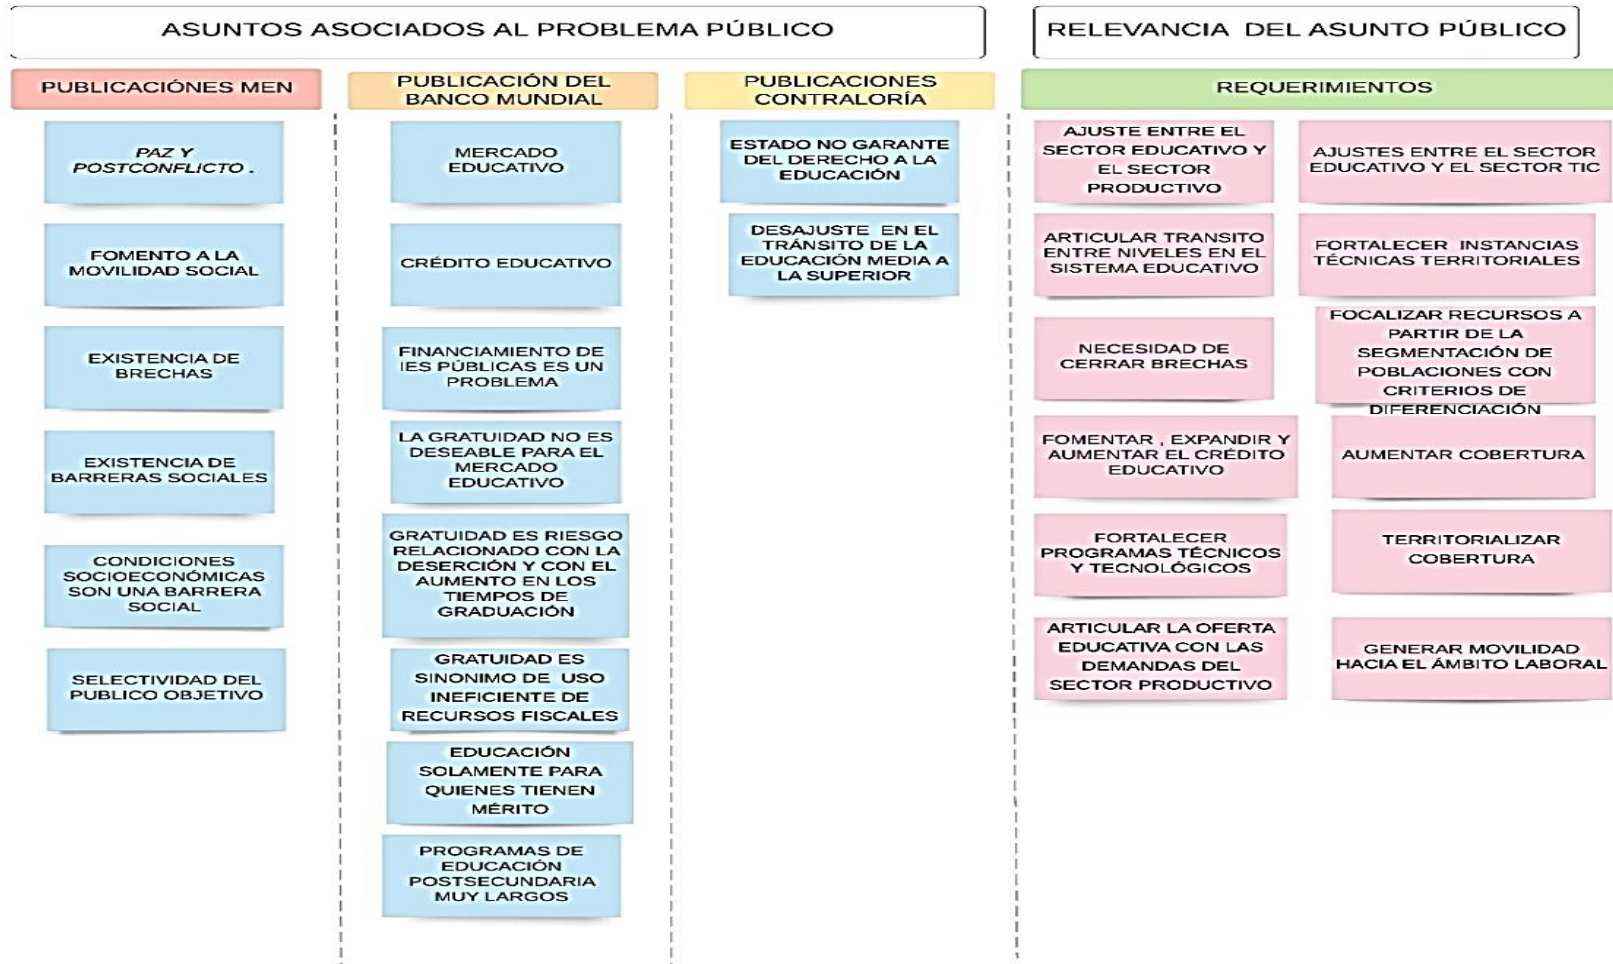 ASUNTOS ASOCIADOS AL PROBLEMA PÚBLICO
RELEVANCIA DEL ASUNTO PÚBLICO
PUBLICACIÓNES MEN
PAZ Y
POSTCONFLICTO .
FOMENTO A LA
MOVILIDAD SOCIAL
EXISTENCIA DE
BRECHAS
EXISTENCIA DE
BARRERAS SOCIALES
CONDICIONES
SOCIOECONÓMICAS
SON UNA BARRERA
SOCIAL
SELECTIVIDAD DEL
PUBLICO OBJETIVO
PUBLICACIÓN DEL
BANCO MUNDIAL
MERCADO
EDUCATIVO
CRÉDITO EDUCATIVO
FINANCIAMIENTO DE
IES PÚBLICAS ES UN
PROBLEMA
LA GRATUIDAD NO ES
DESEABLE PARA EL
MERCADO
EDUCATIVO
GRATUIDAD ES RIESGO
RELACIONADO CON LA
DESERCIÓN Y CON EL
AUMENTO EN LOS
TIEMPOS DE
GRADUACIÓN
GRATUIDAD ES
SINONIMO DE USO
INEFICIENTE DE
RECURSOS FISCALES
EDUCACIÓN
SOLAMENTE PARA
QUIENES TIENEN
MÉRITO
PROGRAMAS DE
EDUCACIÓN
POSTSECUNDARIA
MUY LARGOS
PUBLICACIONES
CONTRALORÍA
ESTADO NO GARANTE
DEL DERECHO A LA
EDUCACIÓN
DESAJUSTE EN EL
TRÁNSITO DE LA
EDUCACIÓN MEDIA A
LA SUPERIOR
REQUERIMIENTOS
AJUSTE ENTRE EL
SECTOR EDUCATIVO Y
EL SECTOR
PRODUCTIVO
AJUSTES ENTRE EL SECTOR
EDUCATIVO Y EL SECTOR TIC
ARTICULAR TRANSITO
ENTRE NIVELES EN EL
SISTEMA EDUCATIVO
FORTALECER INSTANCIAS
TÉCNICAS TERRITORIALES
NECESIDAD DE
CERRAR BRECHAS
FOCALIZAR RECURSOS A
PARTIR DE LA
SEGMENTACIÓN DE
POBLACIONES CON
CRITERIOS DE
DIFERENCIACIÓN
FOMENTAR , EXPANDIR Y
AUMENTAR EL CRÉDITO
EDUCATIVO
AUMENTAR COBERTURA
FORTALECER
PROGRAMAS TÉCNICOS
Y TECNOLÓGICOS
TERRITORIALIZAR
COBERTURA
ARTICULAR LA OFERTA
EDUCATIVA CON LAS
DEMANDAS DEL
SECTOR PRODUCTIVO
GENERAR MOVILIDAD
HACIA EL ÁMBITO LABORAL